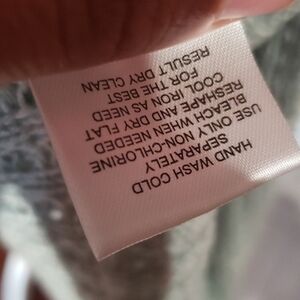 HAND WASH COLD
SEPARATELY
USE ONLY NON-CHLORINE
BLEACH WHEN NEEDED
RESHAPE AND DRY FLAT
COOL IRON AS NEED
FOR THE BEST
RESULT DRY CLEAN